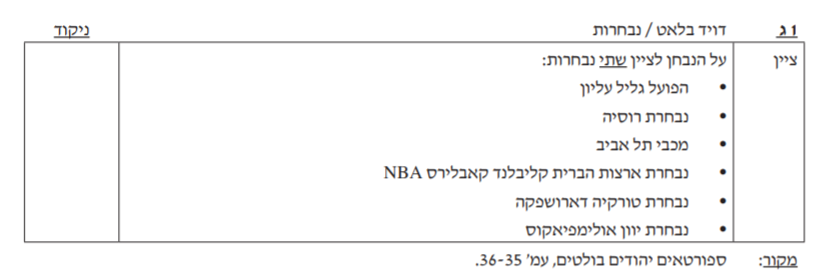 1 ג דויד בלאט / נבחרות ניקוד
ציין על הנבחן לציין שתי נבחרות:
• הפועל גליל עליון
• נבחרת רוסיה
• מכבי תל אביב
• נבחרת ארצות הברית קליבלנד קאבלירס NBA
• נבחרת טורקיה דארושפקה
• נבחרת יוון אולימפיאקוס
מקור: ספורטאים יהודים בולטים, עמ' 36-35.